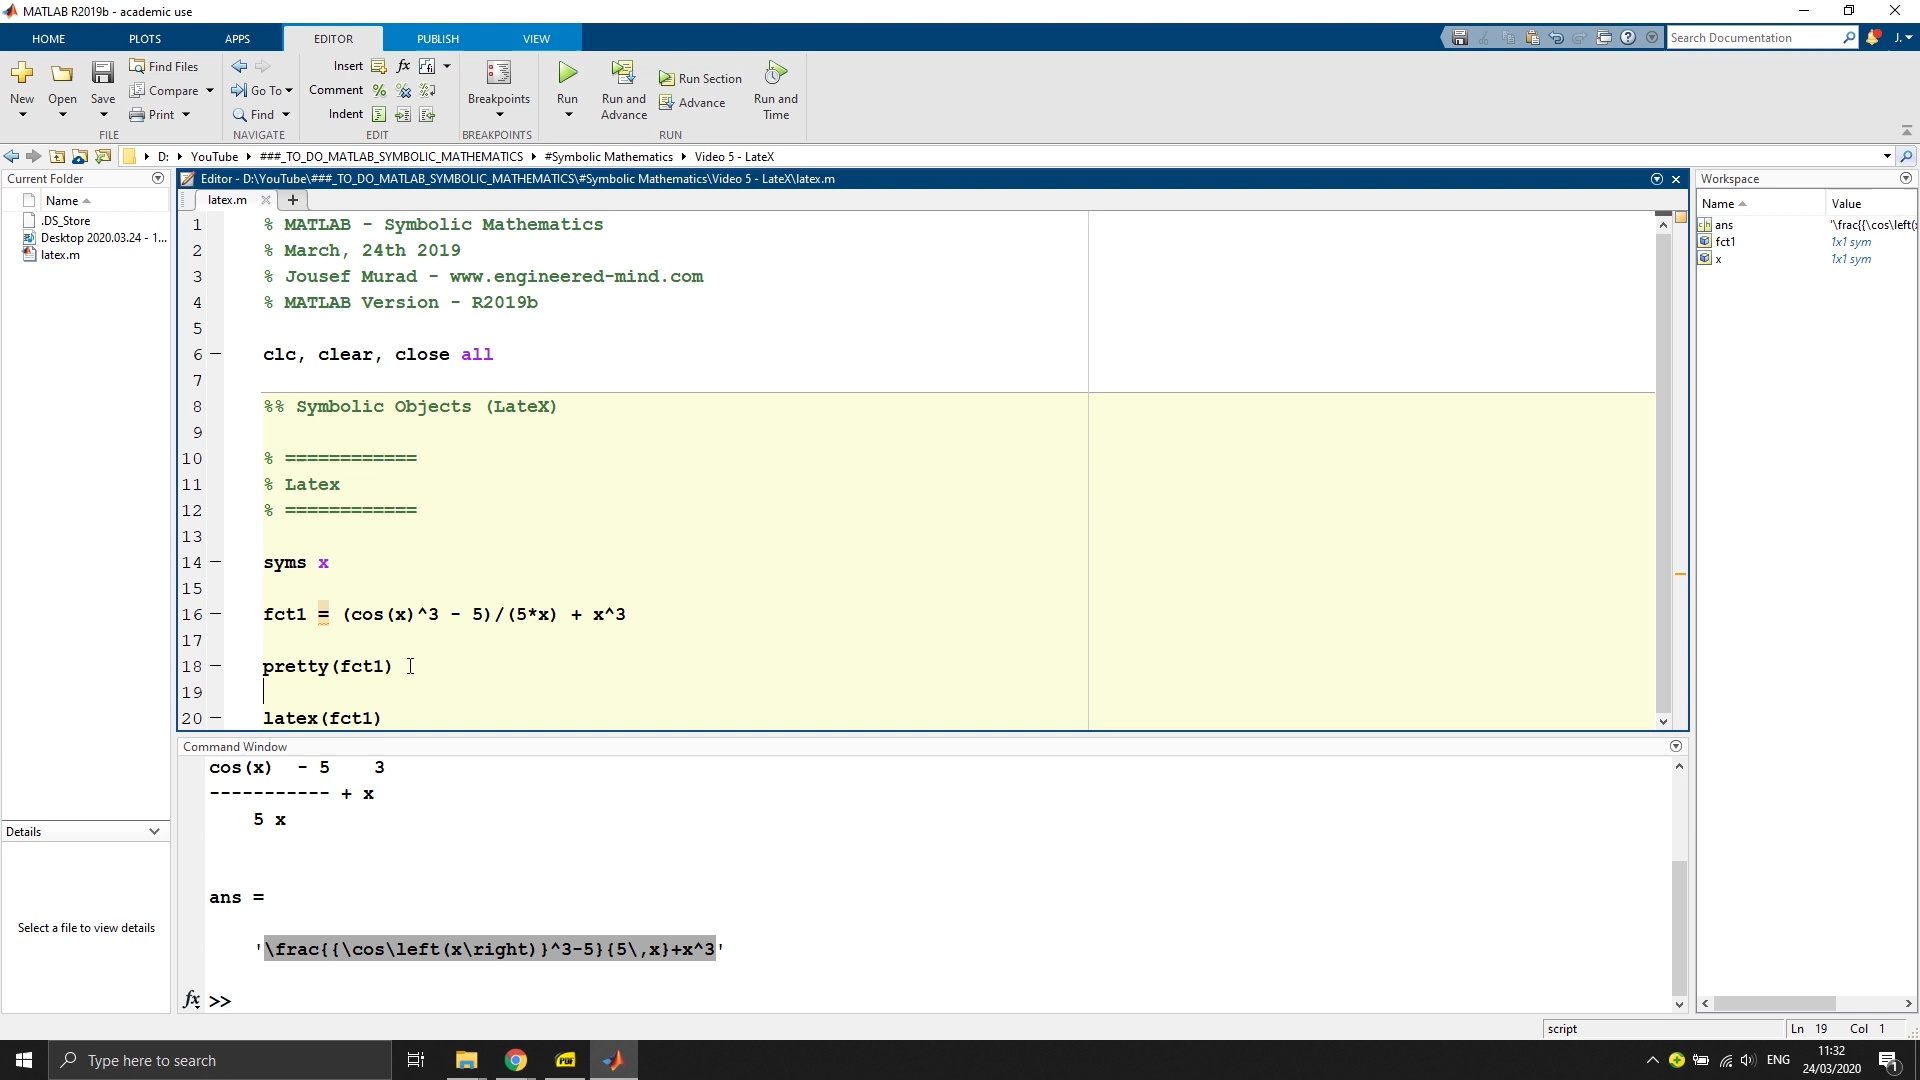 MATLAB R2019b - academic use
HOME PLOTS APPS EDITOR PUBLISH VIEW
Search Documentation J.
New Open Save Find Files Compare Print
Go To Find
Insert fx Comment Indent
Breakpoints Run Run and Advance Run Section Advance Run and Time
FILE NAVIGATE EDIT BREAKPOINTS RUN
D: YouTube ###_TO_DO_MATLAB_SYMBOLIC_MATHEMATICS #Symbolic Mathematics Video 5 - LateX
Current Folder
Name
.DS_Store
Desktop 2020.03.24 - 1...
latex.m
Details
Select a file to view details
Editor - D:\YouTube\###_TO_DO_MATLAB_SYMBOLIC_MATHEMATICS\#Symbolic Mathematics\Video 5 - LateX\latex.m
latex.m
1 % MATLAB - Symbolic Mathematics
2 % March, 24th 2019
3 % Jousef Murad - www.engineered-mind.com
4 % MATLAB Version - R2019b
5
6 clc, clear, close all
7
8 %% Symbolic Objects (LateX)
9
10 % ============
11 % Latex
12 % ============
13
14 syms x
15
16 fct1 = (cos(x)^3 - 5)/(5*x) + x^3
17
18 pretty(fct1)
19
20 latex(fct1)
Command Window
cos(x) - 5 3
----------- + x
5 x
ans =
'\frac{{\cos\left(x\right)}^3-5}{5\,x}+x^3'
fx >>
Workspace
Name Value
ans '\frac{{\cos\left(x
fct1 1x1 sym
x 1x1 sym
script Ln 19 Col 1
Type here to search
PDF
ENG
11:32
24/03/2020
1